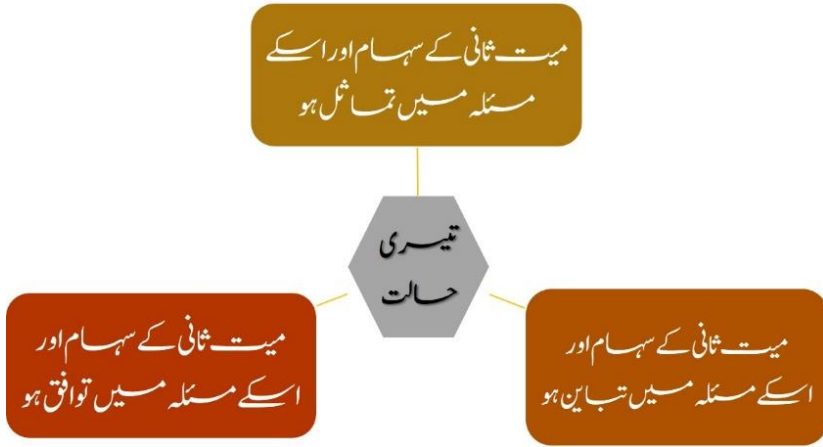 میت ثانی کے سہام اور اسکے
مسئلہ میں تماثل ہو
تیسری
حالت
میت ثانی کے سہام اور
اسکے مسئلہ میں تباین ہو
میت ثانی کے سہام اور
اسکے مسئلہ میں توافق ہو